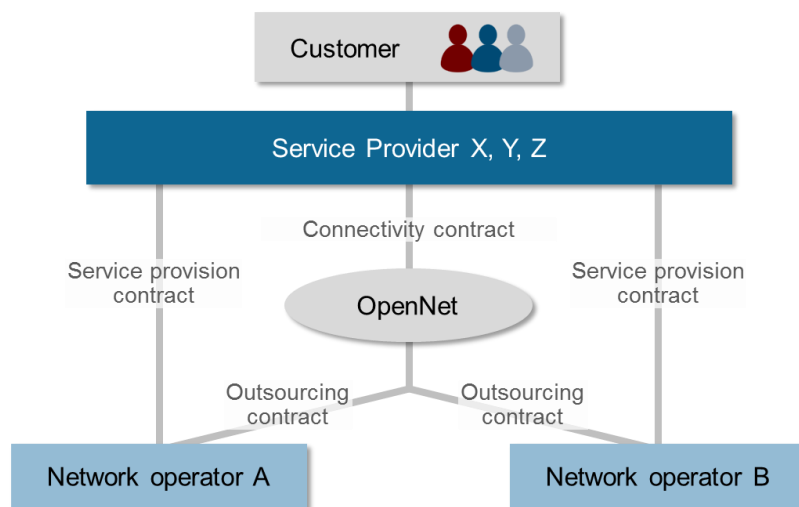 Customer
Service Provider X, Y, Z
Connectivity contract
Service provision
contract
Service provision
contract
OpenNet
Outsourcing
contract
Outsourcing
contract
Network operator A
Network operator B